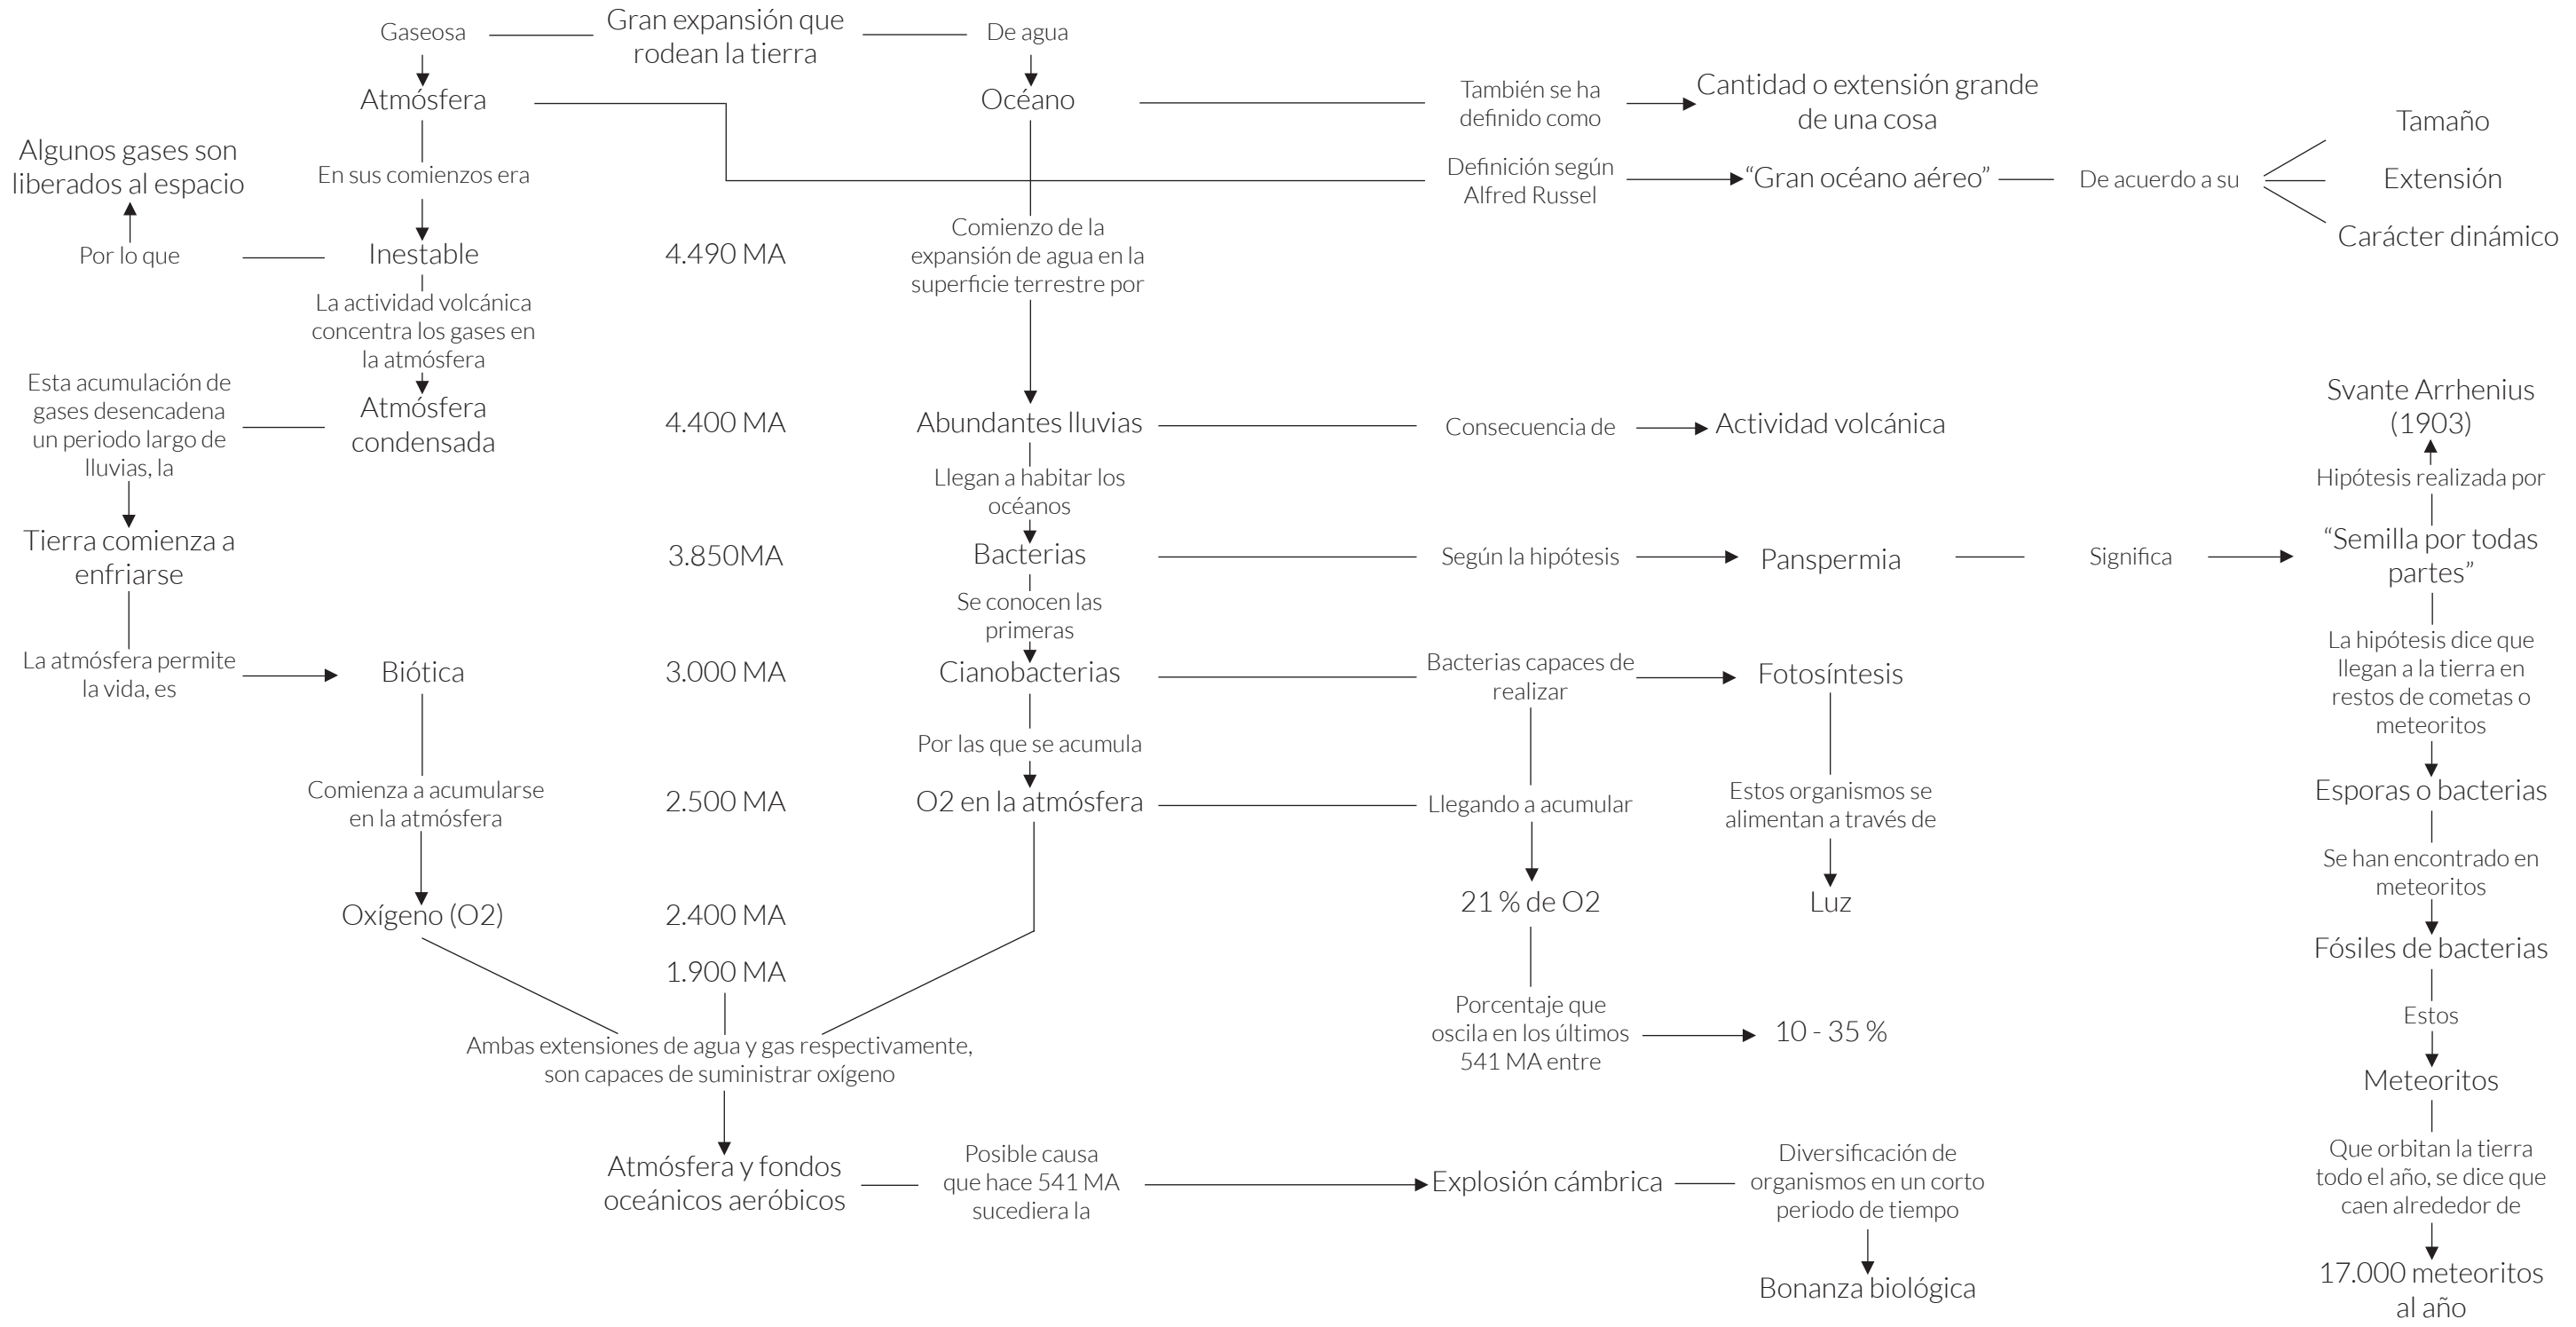 Gaseosa
Gran expansión que
rodean la tierra
De agua
Atmósfera
Océano
También se ha
definido como
Cantidad o extensión grande
de una cosa
Algunos gases son
liberados al espacio
En sus comienzos era
Definición según
Alfred Russel
“Gran océano aéreo”
De acuerdo a su
Tamaño
Extensión
Carácter dinámico
Por lo que
Inestable
4.490 MA
Comienzo de la
expansión de agua en la
superficie terrestre por
La actividad volcánica
concentra los gases en
la atmósfera
Esta acumulación de
gases desencadena
un periodo largo de
lluvias, la
Atmósfera
condensada
4.400 MA
Abundantes lluvias
Consecuencia de
Actividad volcánica
Svante Arrhenius
(1903)
Llegan a habitar los
océanos
Hipótesis realizada por
Tierra comienza a
enfriarse
3.850MA
Bacterias
Según la hipótesis
Panspermia
Significa
“Semilla por todas
partes”
Se conocen las
primeras
La atmósfera permite
la vida, es
Biótica
3.000 MA
Cianobacterias
Bacterias capaces de
realizar
Fotosíntesis
La hipótesis dice que
llegan a la tierra en
restos de cometas o
meteoritos
Por las que se acumula
Comienza a acumularse
en la atmósfera
2.500 MA
O2 en la atmósfera
Llegando a acumular
Estos organismos se
alimentan a través de
Esporas o bacterias
Se han encontrado en
meteoritos
Oxígeno (O2)
2.400 MA
21 % de O2
Luz
Fósiles de bacterias
1.900 MA
Porcentaje que
oscila en los últimos
541 MA entre
10 - 35 %
Estos
Ambas extensiones de agua y gas respectivamente,
son capaces de suministrar oxígeno
Meteoritos
Atmósfera y fondos
oceánicos aeróbicos
Posible causa
que hace 541 MA
sucediera la
Explosión cámbrica
Diversificación de
organismos en un corto
periodo de tiempo
Que orbitan la tierra
todo el año, se dice que
caen alrededor de
Bonanza biológica
17.000 meteoritos
al año